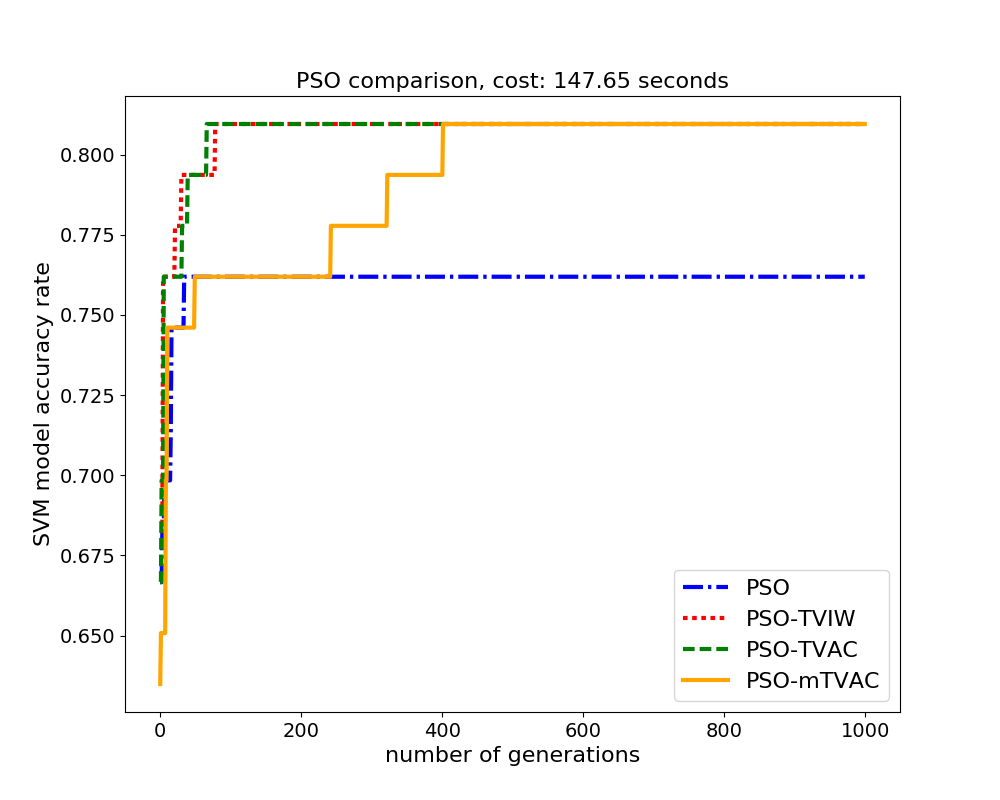 PSO comparison, cost: 147.65 seconds
SVM model accuracy rate
0.800
0.775
0.750
0.725
0.700
0.675
0.650
0 200 400 600 800 1000
number of generations
PSO
PSO-TVIW
PSO-TVAC
PSO-mTVAC